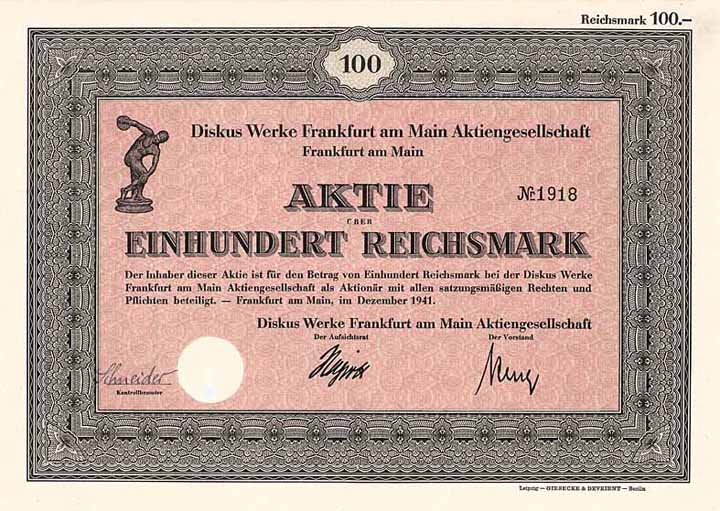 Reichsmark 100.–
100
Diskus Werke Frankfurt am Main Aktiengesellschaft
Frankfurt am Main
AKTIE
№ 1918
ÜBER
EINHUNDERT REICHSMARK
Der Inhaber dieser Aktie ist für den Betrag von Einhundert Reichsmark bei der Diskus Werke
Frankfurt am Main Aktiengesellschaft als Aktionär mit allen satzungsmäßigen Rechten und
Pflichten beteiligt. — Frankfurt am Main, im Dezember 1941.
Diskus Werke Frankfurt am Main Aktiengesellschaft
Der Aufsichtsrat
Der Vorstand
Schneider
Kontrollbeamter
Leipzig — GIESECKE & DEVRIENT — Berlin